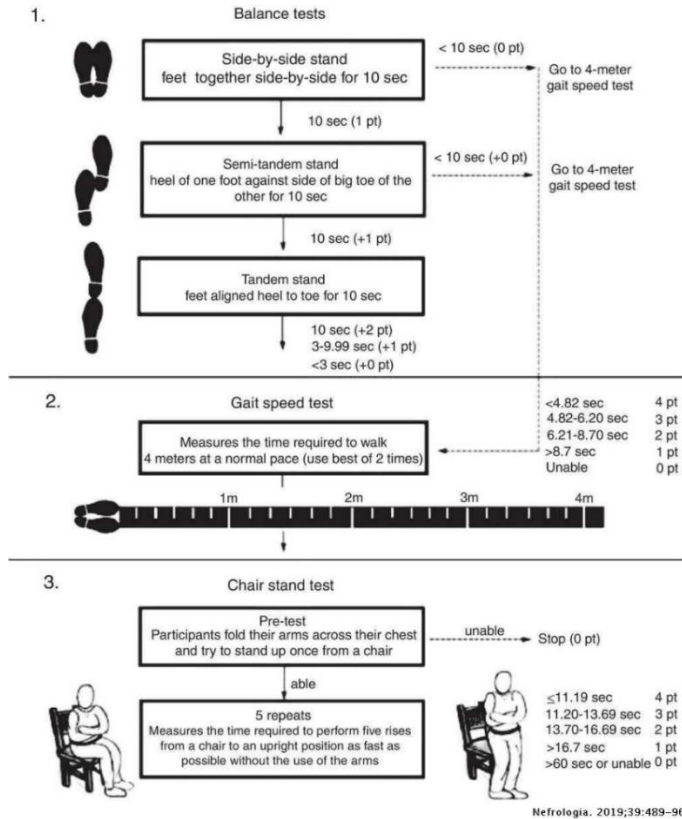 1.
Balance tests
Side-by-side stand
feet together side-by-side for 10 sec
< 10 sec (0 pt)
Go to 4-meter
gait speed test
10 sec (1 pt)
Semi-tandem stand
heel of one foot against side of big toe of the
other for 10 sec
< 10 sec (+0 pt)
Go to 4-meter
gait speed test
10 sec (+1 pt)
Tandem stand
feet aligned heel to toe for 10 sec
10 sec (+2 pt)
3-9.99 sec (+1 pt)
<3 sec (+0 pt)
2.
Gait speed test
Measures the time required to walk
4 meters at a normal pace (use best of 2 times)
<4.82 sec 4 pt
4.82-6.20 sec 3 pt
6.21-8.70 sec 2 pt
>8.7 sec 1 pt
Unable 0 pt
1m 2m 3m 4m
3.
Chair stand test
Pre-test
Participants fold their arms across their chest
and try to stand up once from a chair
unable
Stop (0 pt)
able
5 repeats
Measures the time required to perform five rises
from a chair to an upright position as fast as
possible without the use of the arms
≤11.19 sec 4 pt
11.20-13.69 sec 3 pt
13.70-16.69 sec 2 pt
>16.7 sec 1 pt
>60 sec or unable 0 pt
Nefrologia. 2019;39:489-96